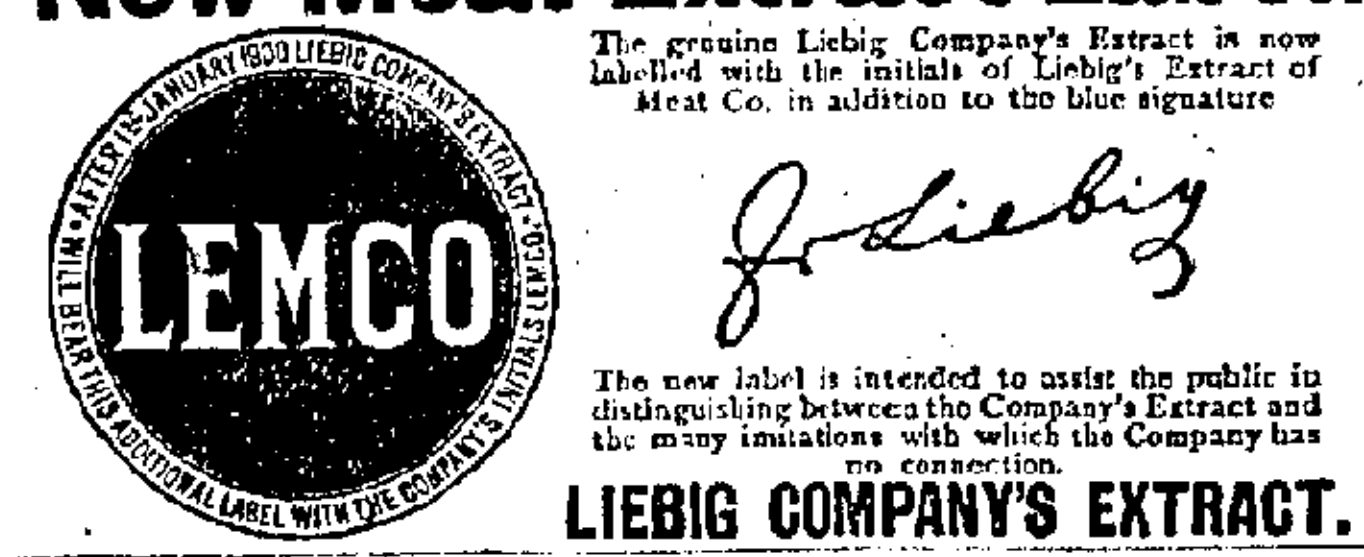 New Meat Extract
The genuine Liebig Company's Extract is now
labelled with the initials of Liebig's Extract of
Meat Co. in addition to the blue signature
J. Liebig
The new label is intended to assist the public in
distinguishing between the Company's Extract and
the many imitations with which the Company has
no connection.
LIEBIG COMPANY'S EXTRACT.
LEMCO
AFTER JANUARY 1900 LIEBIG COMPANY'S EXTRACT WILL BEAR THIS ADDITIONAL LABEL WITH THE COMPANY'S INITIALS LEMCO